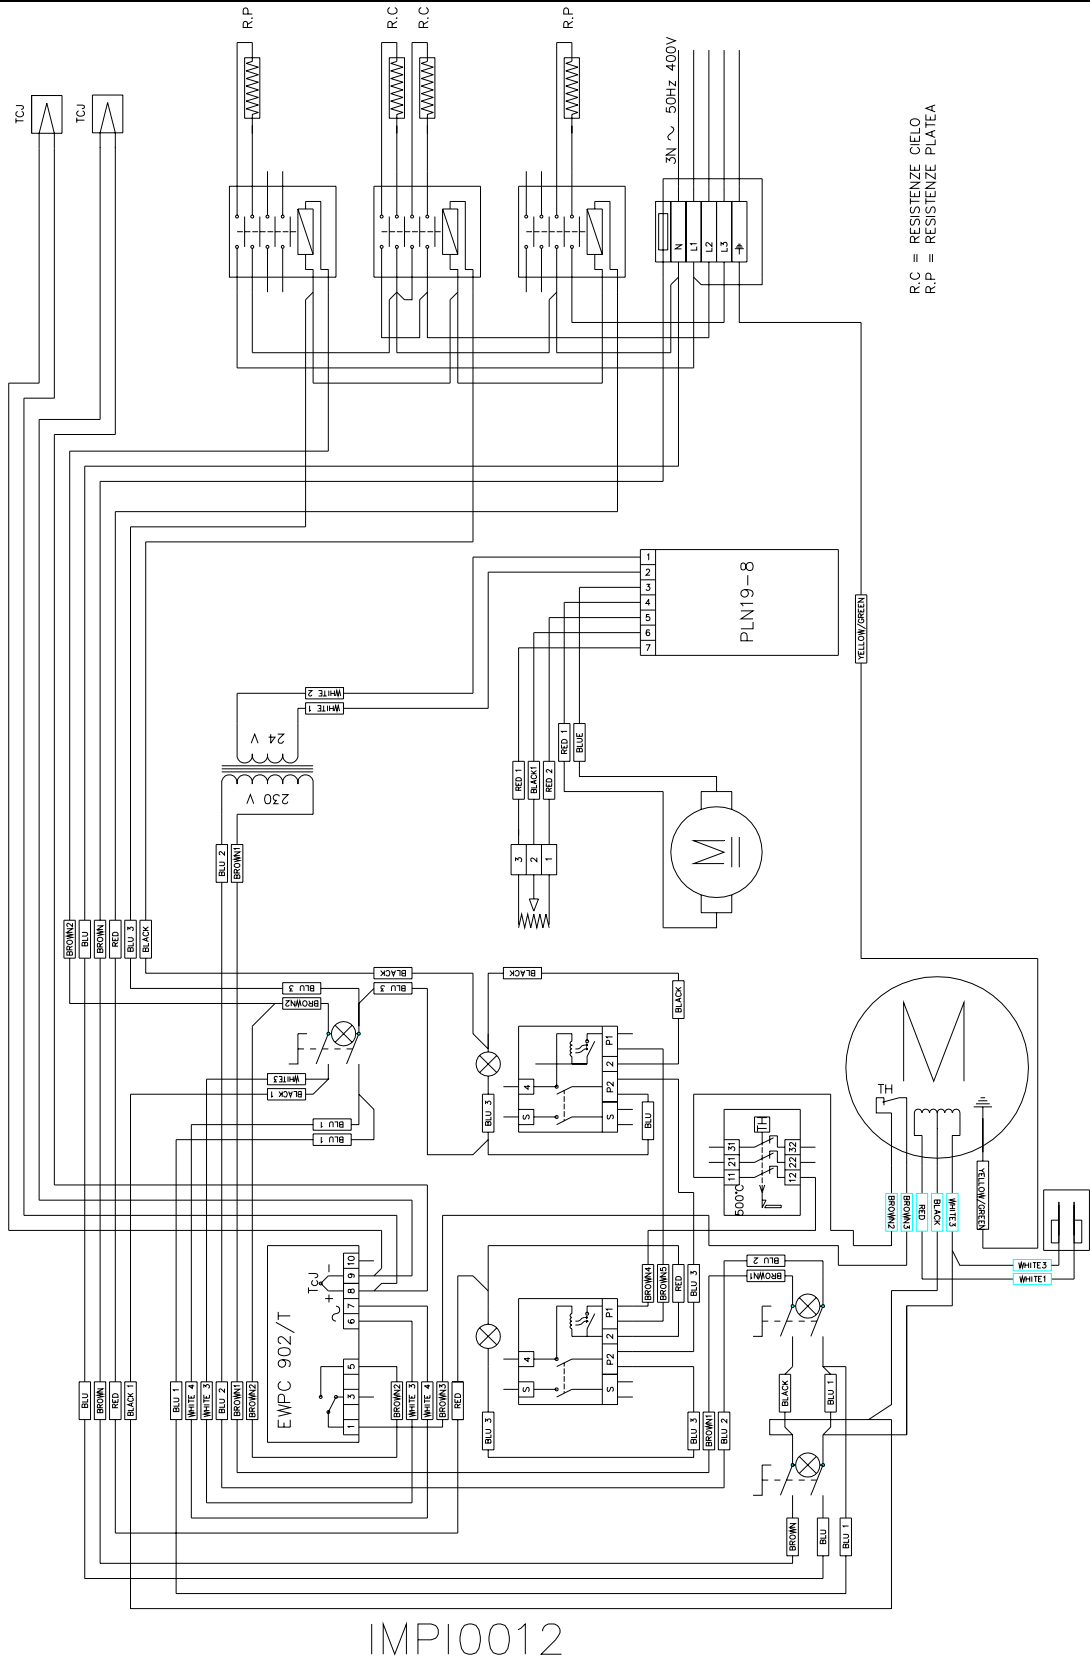 R.P
R.C
R.C
R.P
TCJ
TCJ
3N ~ 50Hz 400V
N
L1
L2
L3
R.C = RESISTENZE CIELO
R.P = RESISTENZE PLATEA
1
2
3
4
5
6
7
PLN19-8
YELLOW/GREEN
WHITE 2
WHITE 1
24 V
230 V
BLU 2
BROWN1
RED 1
BLUE
RED 1
BLACK1
RED 2
3
2
1
M
BROWN2
BLU
BROWN
RED
BLU 3
BLACK
BLACK
BLU 3
BLU 3
BROWN2
BLACK
BLACK
WHITE3
BLACK 1
BLU 1
BLU 1
BLU 3
4
S
P1
2
P2
S
BLU
M
TH
TH
31
21
11
32
22
12
500°C
BROWN2
BROWN3
RED
BLACK
WHITE3
YELLOW/GREEN
WHITE3
WHITE1
EWPC 902/T
TcJ
+
-
~
10
9
8
7
6
5
3
1
BROWN4
BROWN5
RED
BLU 3
BLU 2
BROWN1
4
S
P1
2
P2
S
BLU
BROWN
RED
BLACK 1
BLU 1
WHITE 4
WHITE 3
BLU 2
BROWN1
BROWN2
BROWN2
WHITE 3
WHITE 4
BROWN3
RED
BLU 3
BLU 3
BROWN1
BLU 2
BLACK
BLU 1
BROWN
BLU
BLU 1
IMPI0012